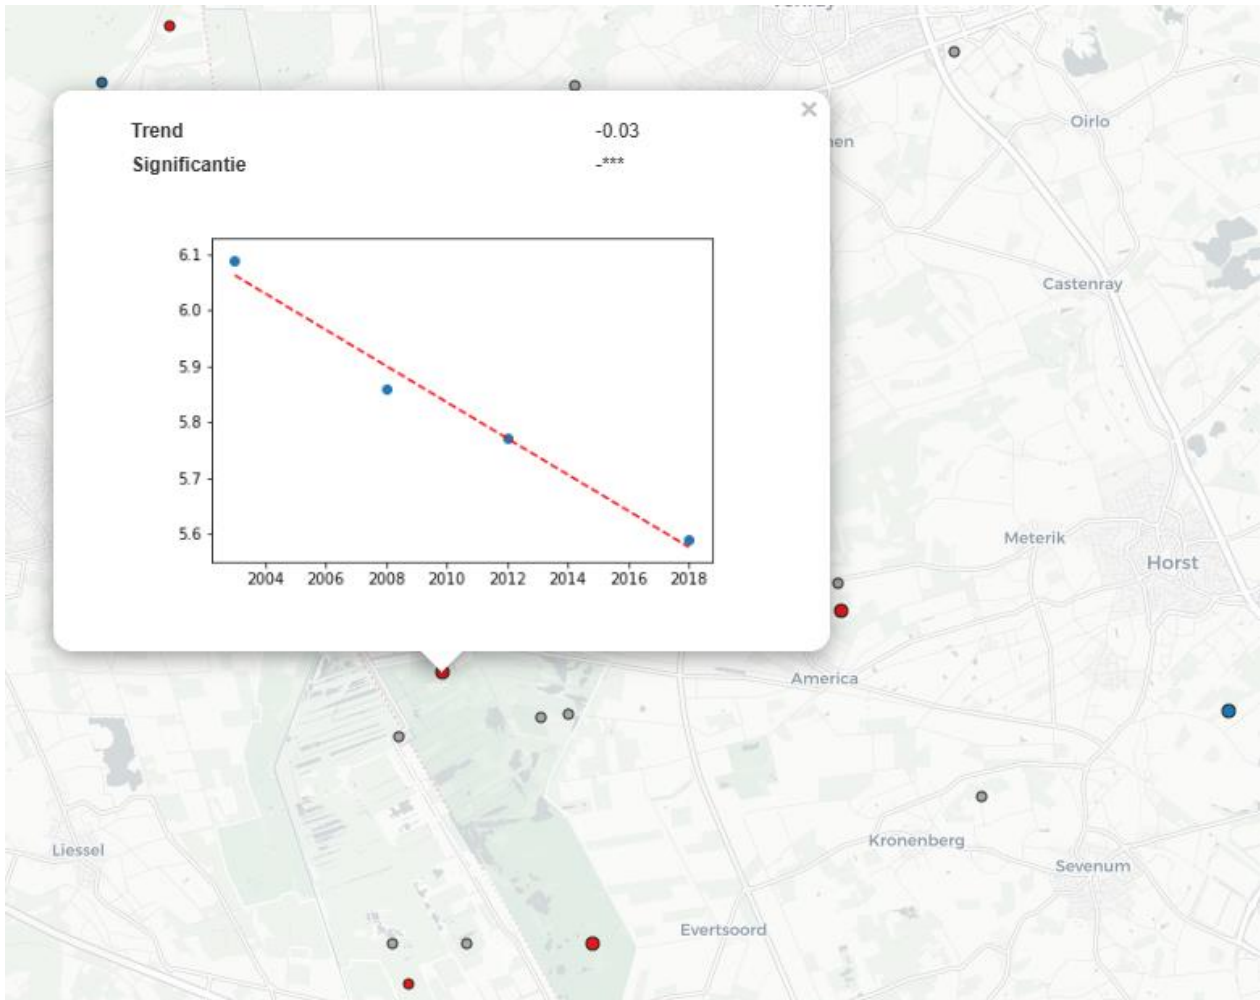 Oirlo
×
Trend -0.03
Significantie -***
6.1
6.0
5.9
5.8
5.7
5.6
2004 2006 2008 2010 2012 2014 2016 2018
Castenray
Meterik
Horst
America
Kronenberg
Liessel
Sevenum
Evertsoord